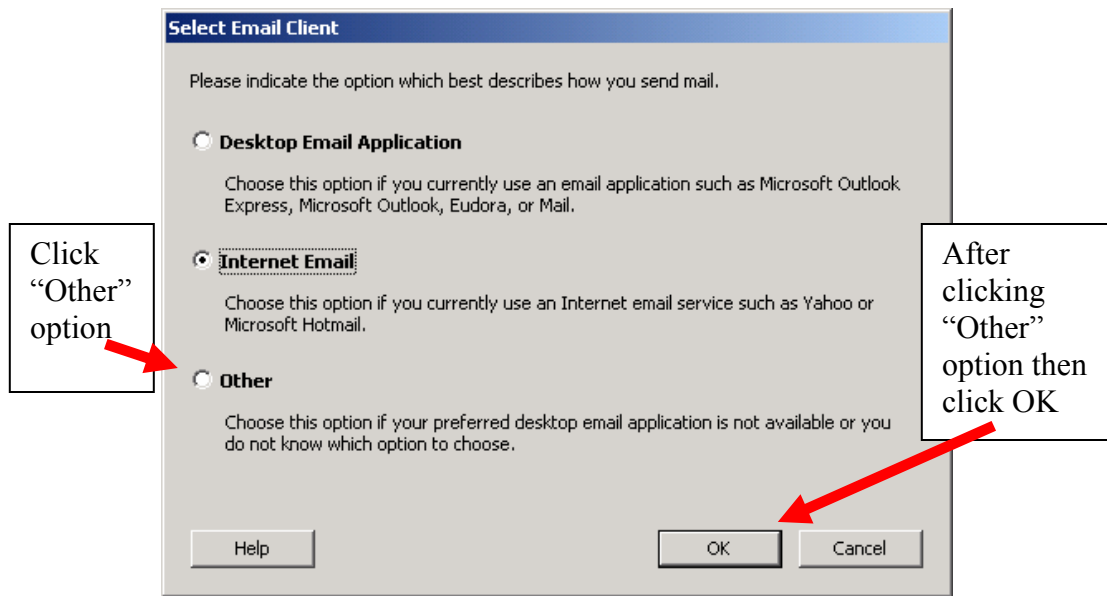 Select Email Client
Please indicate the option which best describes how you send mail.
Desktop Email Application
Choose this option if you currently use an email application such as Microsoft Outlook
Express, Microsoft Outlook, Eudora, or Mail.
Click
“Other”
option
Internet Email
Choose this option if you currently use an Internet email service such as Yahoo or
Microsoft Hotmail.
After
clicking
“Other”
option then
click OK
Other
Choose this option if your preferred desktop email application is not available or you
do not know which option to choose.
Help
OK
Cancel